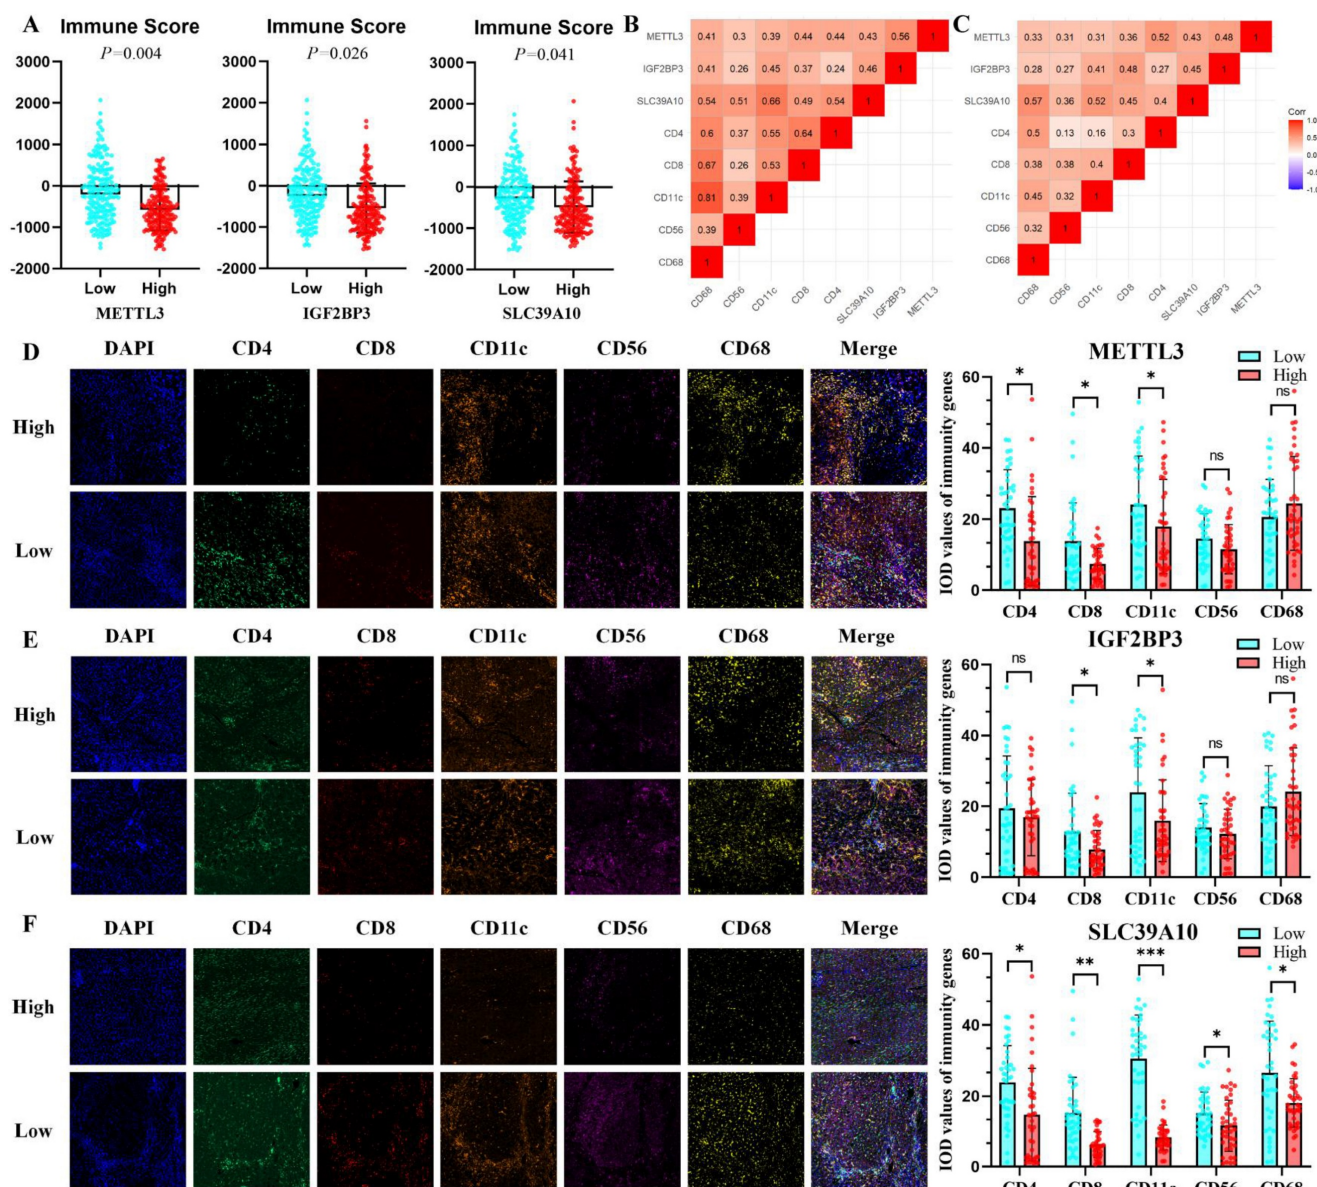 A
Immune Score
P=0.004
3000
2000
1000
0
-1000
-2000
Low High
METTL3
Immune Score
P=0.026
3000
2000
1000
0
-1000
-2000
Low High
IGF2BP3
Immune Score
P=0.041
3000
2000
1000
0
-1000
-2000
Low High
SLC39A10
B
METTL3 0.41 0.3 0.39 0.44 0.44 0.43 0.56 1
IGF2BP3 0.41 0.26 0.45 0.37 0.24 0.46 1
SLC39A10 0.54 0.51 0.66 0.49 0.54 1
CD4 0.6 0.37 0.55 0.64 1
CD8 0.67 0.26 0.53 1
CD11c 0.81 0.39 1
CD56 0.39 1
CD68 1
CD68 CD56 CD11c CD8 CD4 SLC39A10 IGF2BP3 METTL3
C
METTL3 0.33 0.31 0.31 0.36 0.52 0.43 0.48 1
IGF2BP3 0.28 0.27 0.41 0.48 0.27 0.45 1
SLC39A10 0.57 0.36 0.52 0.45 0.4 1
CD4 0.5 0.13 0.16 0.3 1
CD8 0.38 0.38 0.4 1
CD11c 0.45 0.32 1
CD56 0.32 1
CD68 1
CD68 CD56 CD11c CD8 CD4 SLC39A10 IGF2BP3 METTL3
Corr
1.0
0.5
0.0
-0.5
-1.0
D
DAPI CD4 CD8 CD11c CD56 CD68 Merge
High
Low
METTL3
Low
High
IOD values of immunity genes
60
40
20
0
* * * ns ns
CD4 CD8 CD11c CD56 CD68
E
DAPI CD4 CD8 CD11c CD56 CD68 Merge
High
Low
IGF2BP3
Low
High
IOD values of immunity genes
60
40
20
0
ns * * ns ns
CD4 CD8 CD11c CD56 CD68
F
DAPI CD4 CD8 CD11c CD56 CD68 Merge
High
Low
SLC39A10
Low
High
IOD values of immunity genes
60
40
20
0
* ** *** * *
CD4 CD8 CD11c CD56 CD68